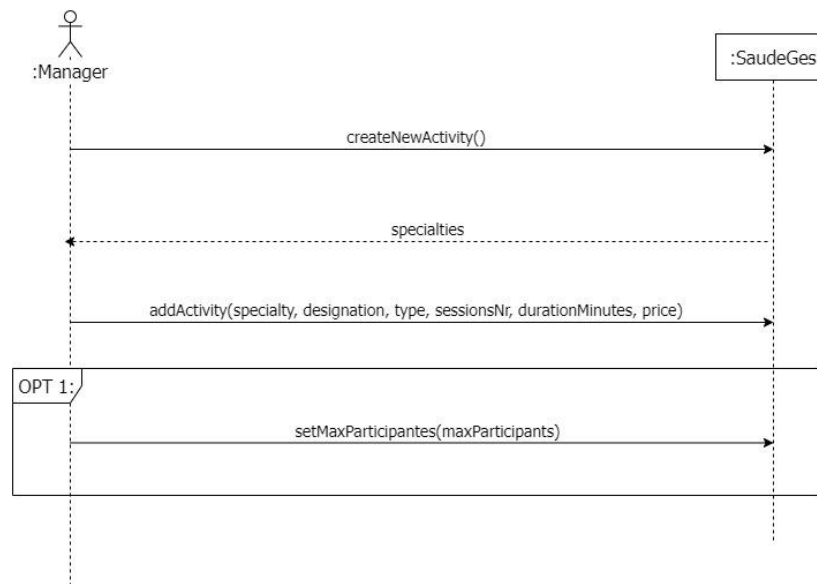 :Manager
:SaudeGes
createNewActivity()
specialties
addActivity(specialty, designation, type, sessionsNr, durationMinutes, price)
OPT 1:
setMaxParticipantes(maxParticipants)